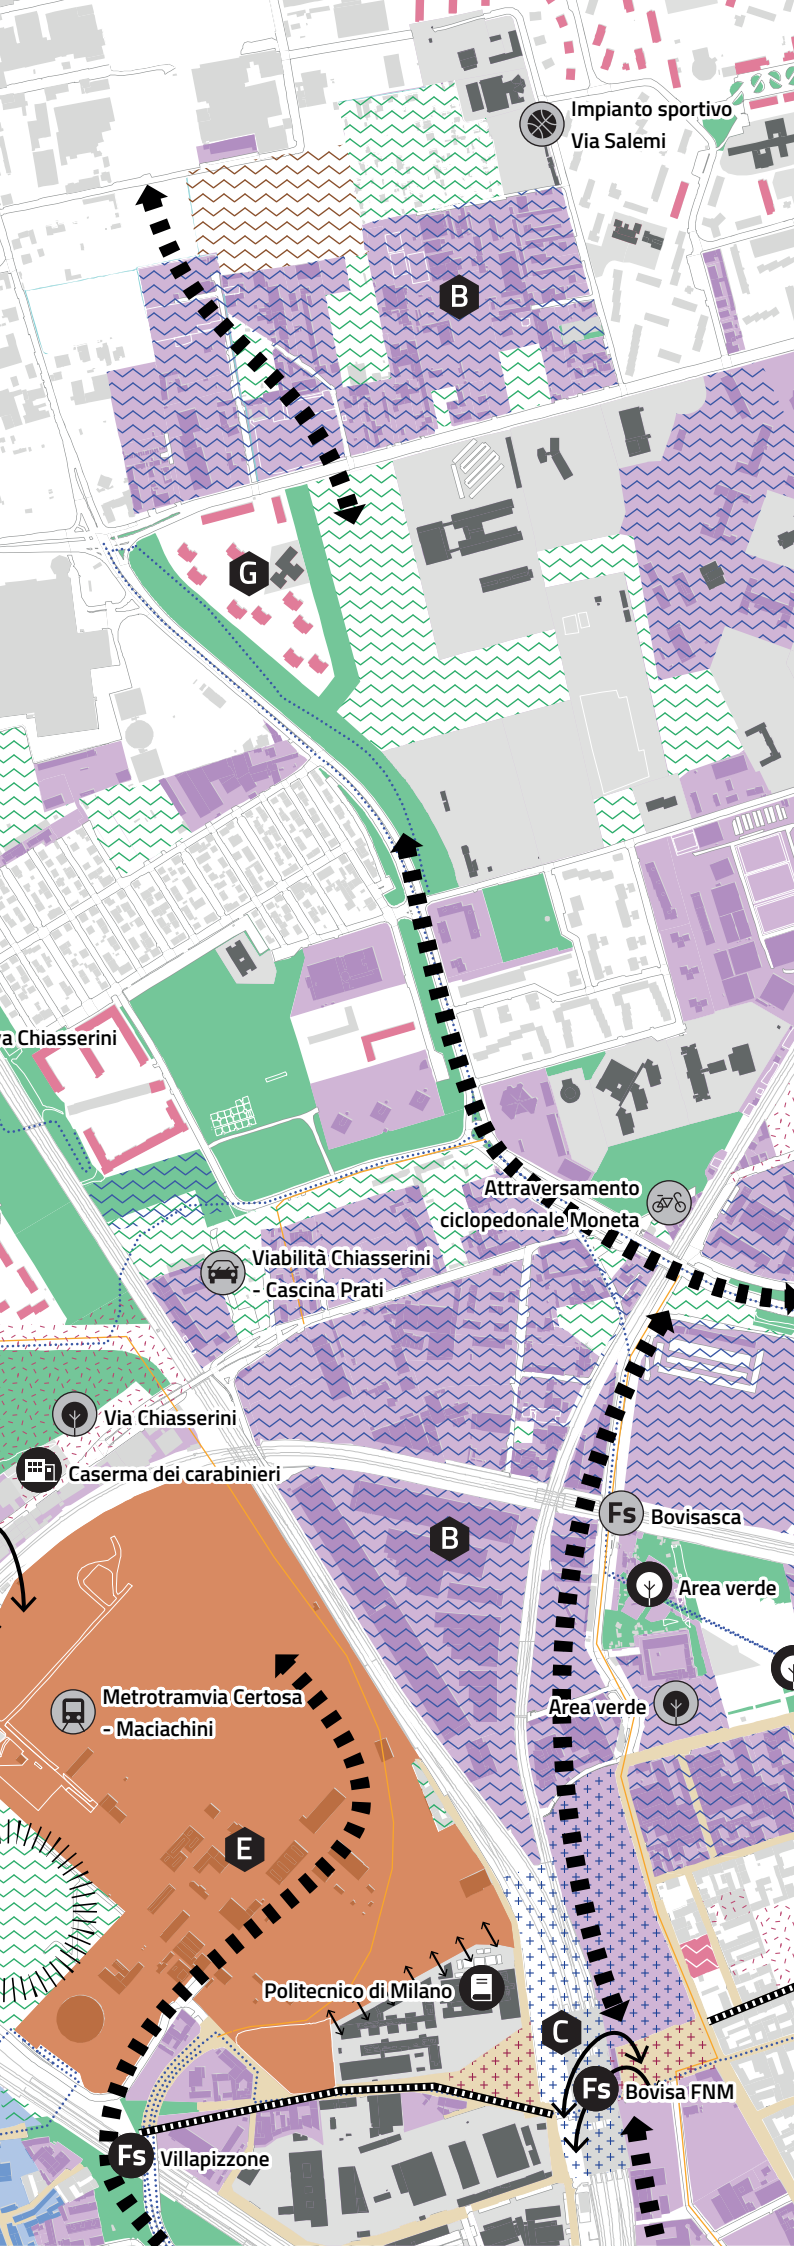 Impianto sportivo
Via Salemi
B
G
va Chiasserini
Attraversamento
ciclopedonale Moneta
Viabilità Chiasserini
- Cascina Prati
Via Chiasserini
Caserma dei carabinieri
Fs Bovisasca
B
Area verde
Metrotramvia Certosa
- Maciachini
Area verde
E
Politecnico di Milano
C
Fs Bovisa FNM
Fs Villapizzone